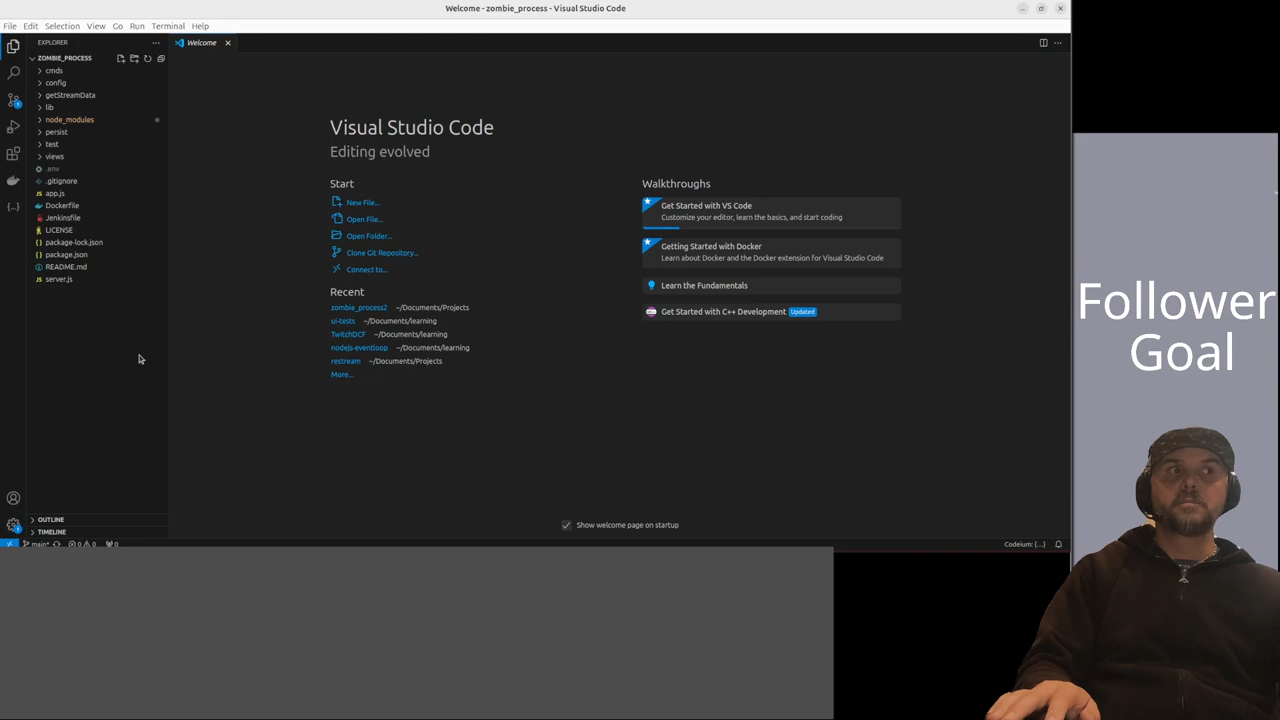 Welcome - zombie_process - Visual Studio Code
File Edit Selection View Go Run Terminal Help
EXPLORER
Welcome
ZOMBIE_PROCESS
cmds
config
getStreamData
lib
node_modules
persist
test
views
.env
.gitignore
app.js
Dockerfile
Jenkinsfile
LICENSE
package-lock.json
package.json
README.md
server.js
OUTLINE
TIMELINE
Visual Studio Code
Editing evolved
Start
New File...
Open File...
Open Folder...
Clone Git Repository...
Connect to...
Recent
zombie_process2 ~/Documents/Projects
ui-tests ~/Documents/learning
TwitchDCF ~/Documents/learning
nodejs-eventloop ~/Documents/learning
restream ~/Documents/Projects
More...
Walkthroughs
Get Started with VS Code
Customize your editor, learn the basics, and start coding
Getting Started with Docker
Learn about Docker and the Docker extension for Visual Studio Code
Learn the Fundamentals
Get Started with C++ Development Updated
Show welcome page on startup
main* 0 0 0
Codeium: {...}
Follower
Goal